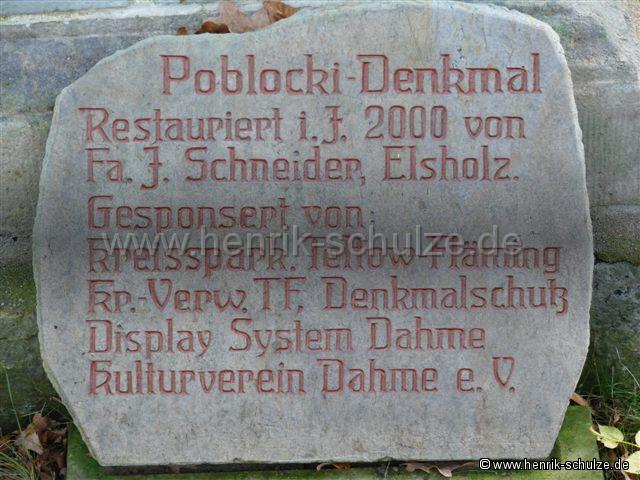 Poblocki-Denkmal
Restauriert i. J. 2000 von
Fa. J. Schneider, Elsholz.
Gesponsert von:
www.henrik-schulze.de
Kreisspark. Teltow-Fläming
Kr.-Verw. TF, Denkmalschutz
Display System Dahme
Kulturverein Dahme e. V.
©www.henrik-schulze.de